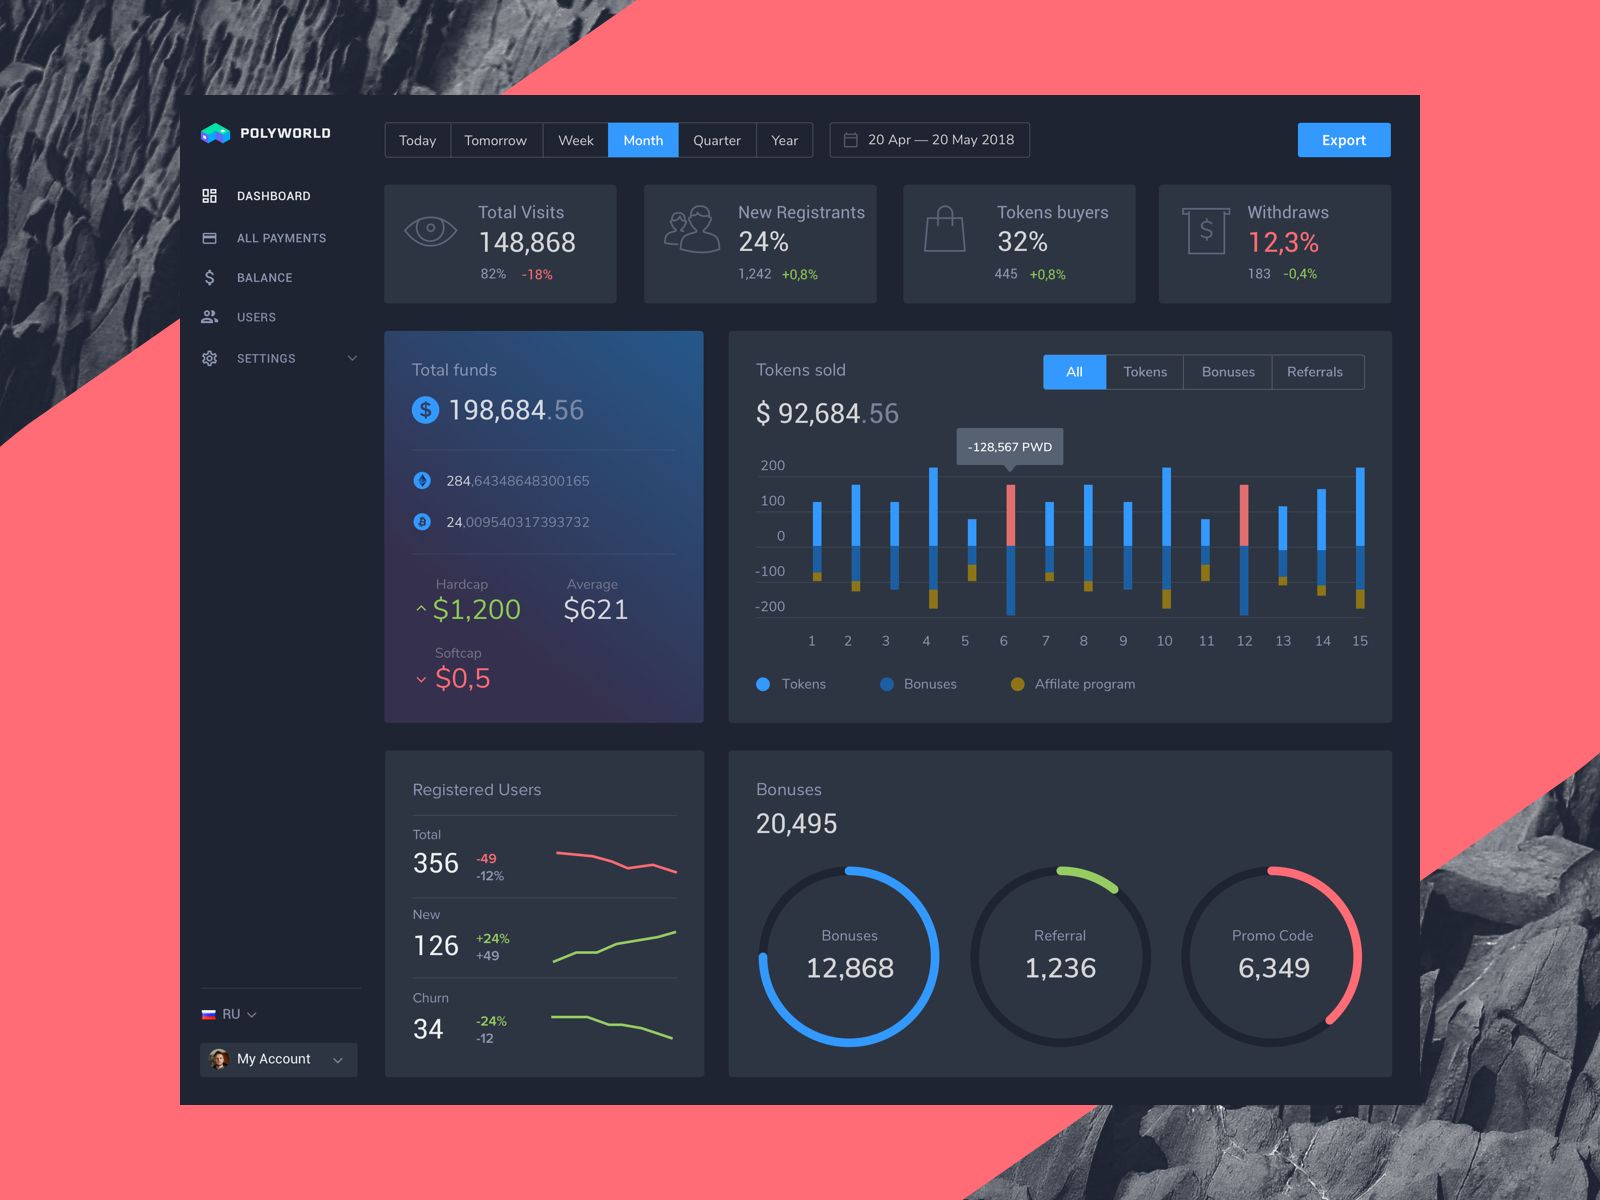 POLYWORLD
Today Tomorrow Week Month Quarter Year
20 Apr — 20 May 2018
Export
DASHBOARD
ALL PAYMENTS
BALANCE
USERS
SETTINGS
RU
My Account
Total Visits
148,868
82% -18%
New Registrants
24%
1,242 +0,8%
Tokens buyers
32%
445 +0,8%
Withdraws
12,3%
183 -0,4%
Total funds
$ 198,684.56
284,64348648300165
24,009540317393732
Hardcap
$1,200
Average
$621
Softcap
$0,5
Tokens sold
$ 92,684.56
All Tokens Bonuses Referrals
-128,567 PWD
200
100
0
-100
-200
1 2 3 4 5 6 7 8 9 10 11 12 13 14 15
Tokens Bonuses Affilate program
Registered Users
Total
356
-49
-12%
New
126
+24%
+49
Churn
34
-24%
-12
Bonuses
20,495
Bonuses
12,868
Referral
1,236
Promo Code
6,349